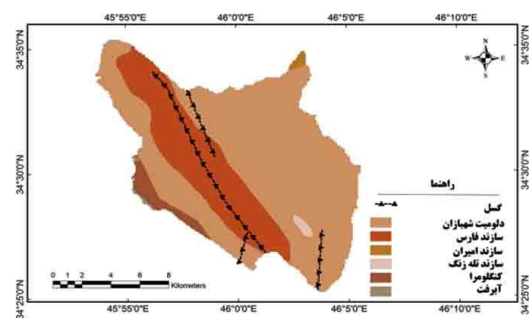 45°55'0"E 46°0'0"E 46°5'0"E 46°10'0"E
34°35'0"N 34°35'0"N
N
W E
S
34°30'0"N 34°30'0"N
راهنما
گسل
دلومیت شهبازان
سازند فارس
سازند امیران
سازند تله زنگ
کنگلومرا
آبرفت
0 1 2 4 6 8
Kilometers
34°25'0"N 34°25'0"N
45°55'0"E 46°0'0"E 46°5'0"E 46°10'0"E